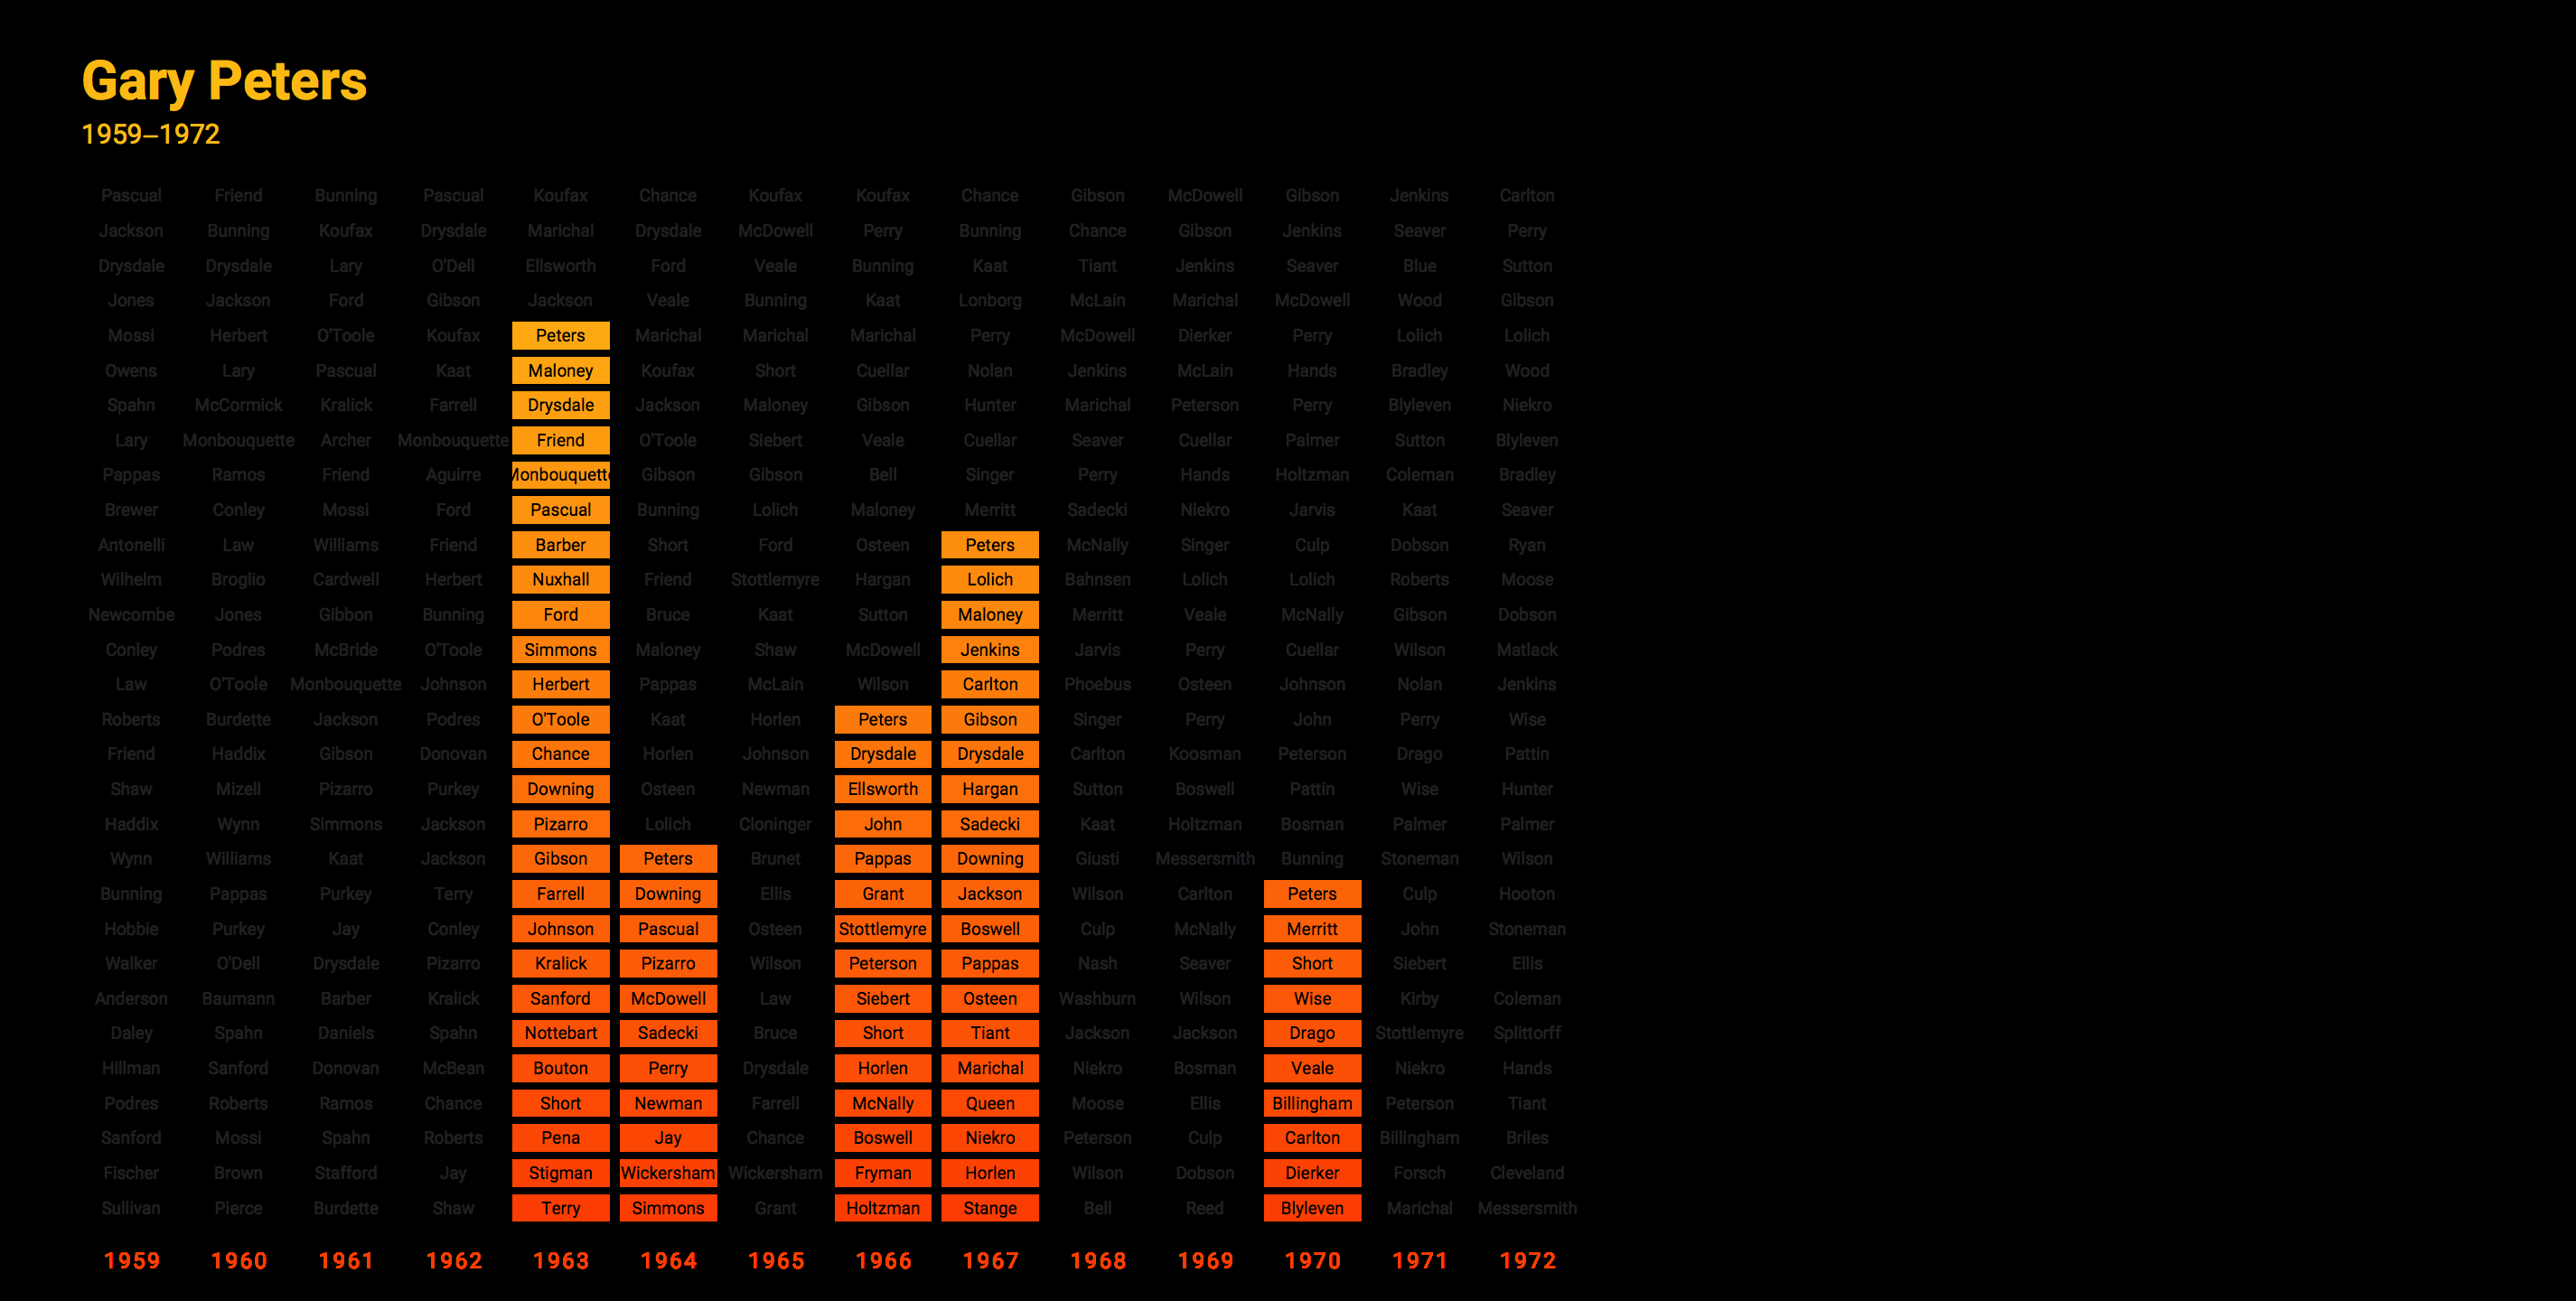 Gary Peters
1959–1972
Pascual Friend Bunning Pascual Koufax Chance Koufax Koufax Chance Gibson McDowell Gibson Jenkins Carlton
Jackson Bunning Koufax Drysdale Marichal Drysdale McDowell Perry Bunning Chance Gibson Jenkins Seaver Perry
Drysdale Drysdale Lary O'Dell Ellsworth Ford Veale Bunning Kaat Tiant Jenkins Seaver Blue Sutton
Jones Jackson Ford Gibson Jackson Veale Bunning Kaat Lonborg McLain Marichal McDowell Wood Gibson
Mossi Herbert O'Toole Koufax Peters Marichal Marichal Marichal Perry McDowell Dierker Perry Lolich Lolich
Owens Lary Pascual Kaat Maloney Koufax Short Cuellar Nolan Jenkins McLain Hands Bradley Wood
Spahn McCormick Kralick Farrell Drysdale Jackson Maloney Gibson Hunter Marichal Peterson Perry Blyleven Niekro
Lary Monbouquette Archer Monbouquette Friend O'Toole Siebert Veale Cuellar Seaver Cuellar Palmer Sutton Blyleven
Pappas Ramos Friend Aguirre Monbouquette Gibson Gibson Bell Singer Perry Hands Holtzman Coleman Bradley
Brewer Conley Mossi Ford Pascual Bunning Lolich Maloney Merritt Sadecki Niekro Jarvis Kaat Seaver
Antonelli Law Williams Friend Barber Short Ford Osteen Peters McNally Singer Culp Dobson Ryan
Wilhelm Broglio Cardwell Herbert Nuxhall Friend Stottlemyre Hargan Lolich Bahnsen Lolich Lolich Roberts Moose
Newcombe Jones Gibbon Bunning Ford Bruce Kaat Sutton Maloney Merritt Veale McNally Gibson Dobson
Conley Podres McBride O'Toole Simmons Maloney Shaw McDowell Jenkins Jarvis Perry Cuellar Wilson Matlack
Law O'Toole Monbouquette Johnson Herbert Pappas McLain Wilson Carlton Phoebus Osteen Johnson Nolan Jenkins
Roberts Burdette Jackson Podres O'Toole Kaat Horlen Peters Gibson Singer Perry John Perry Wise
Friend Haddix Gibson Donovan Chance Horlen Johnson Drysdale Drysdale Carlton Koosman Peterson Drago Pattin
Shaw Mizell Pizarro Purkey Downing Osteen Newman Ellsworth Hargan Sutton Boswell Pattin Wise Hunter
Haddix Wynn Simmons Jackson Pizarro Lolich Cloninger John Sadecki Kaat Holtzman Bosman Palmer Palmer
Wynn Williams Kaat Jackson Gibson Peters Brunet Pappas Downing Giusti Messersmith Bunning Stoneman Wilson
Bunning Pappas Purkey Terry Farrell Downing Ellis Grant Jackson Wilson Carlton Peters Culp Hooton
Hobbie Purkey Jay Conley Johnson Pascual Osteen Stottlemyre Boswell Culp McNally Merritt John Stoneman
Walker O'Dell Drysdale Pizarro Kralick Pizarro Wilson Peterson Pappas Nash Seaver Short Siebert Ellis
Anderson Baumann Barber Kralick Sanford McDowell Law Siebert Osteen Washburn Wilson Wise Kirby Coleman
Daley Spahn Daniels Spahn Nottebart Sadecki Bruce Short Tiant Jackson Jackson Drago Stottlemyre Splittorff
Hillman Sanford Donovan McBean Bouton Perry Drysdale Horlen Marichal Niekro Bosman Veale Niekro Hands
Podres Roberts Ramos Chance Short Newman Farrell McNally Queen Moose Ellis Billingham Peterson Tiant
Sanford Mossi Spahn Roberts Pena Jay Chance Boswell Niekro Peterson Culp Carlton Billingham Briles
Fischer Brown Stafford Jay Stigman Wickersham Wickersham Fryman Horlen Wilson Dobson Dierker Forsch Cleveland
Sullivan Pierce Burdette Shaw Terry Simmons Grant Holtzman Stange Bell Reed Blyleven Marichal Messersmith
1959 1960 1961 1962 1963 1964 1965 1966 1967 1968 1969 1970 1971 1972